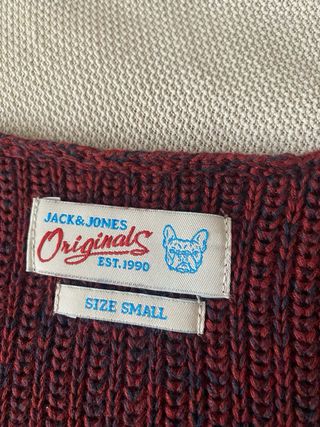 JACK&JONES
Originals
EST.1990
SIZE SMALL